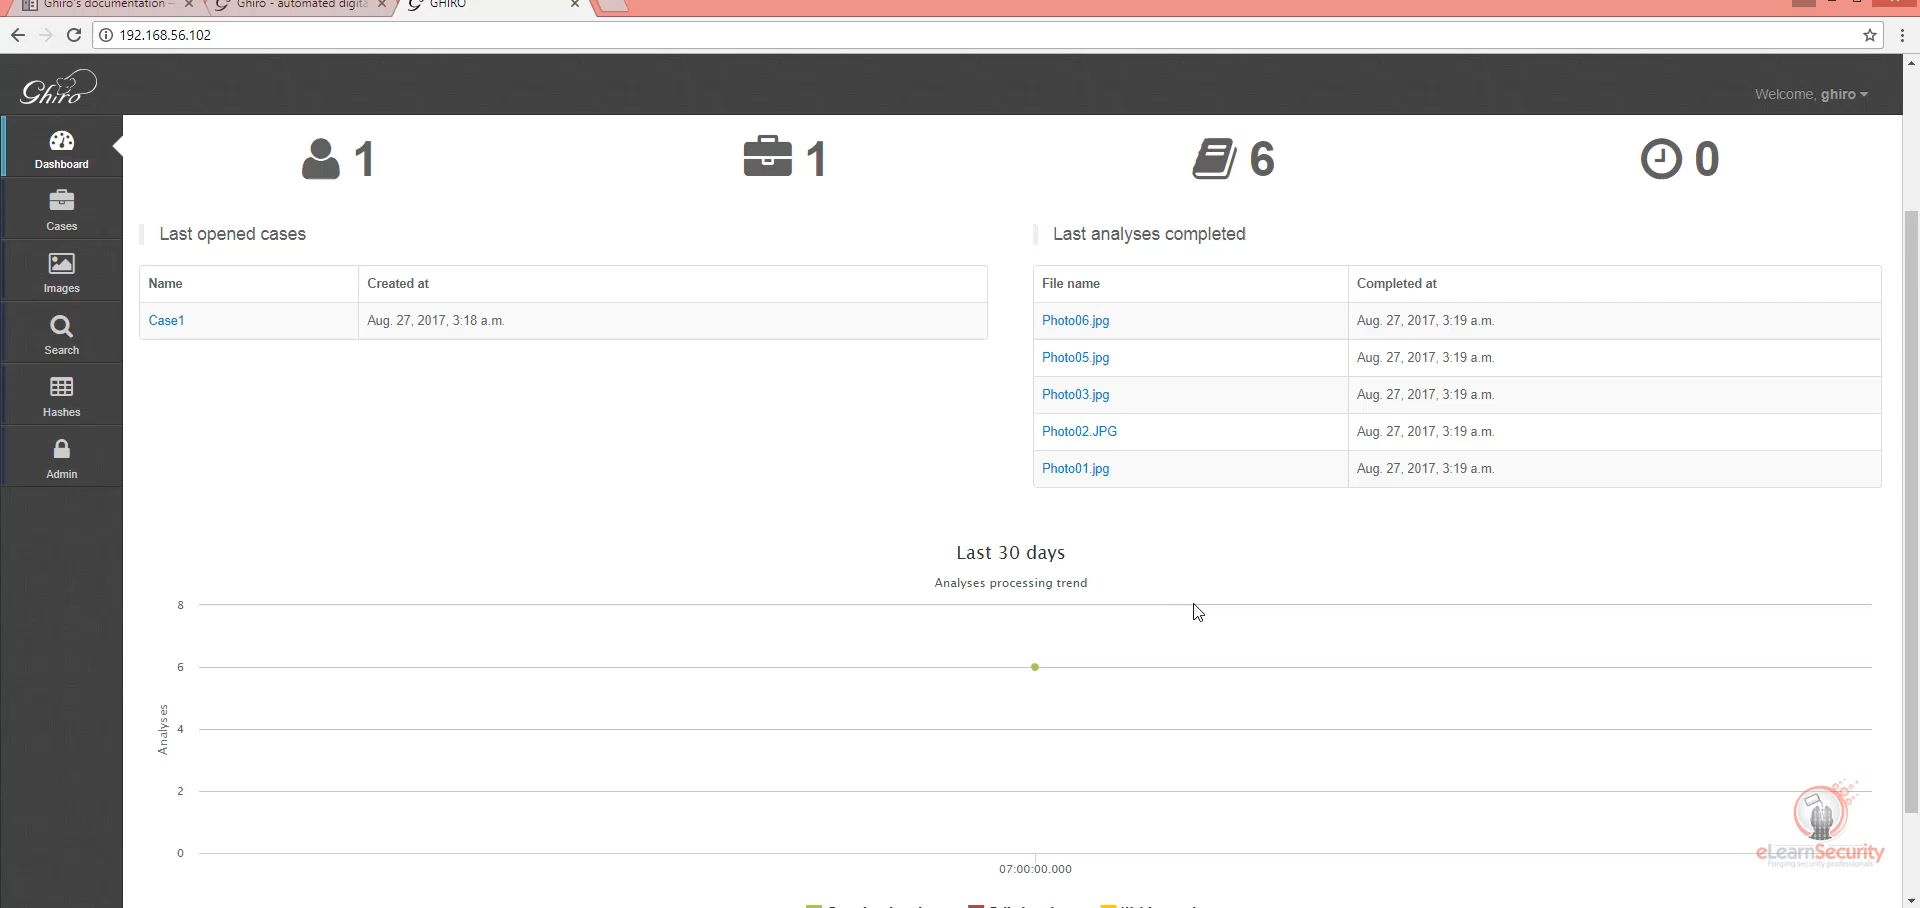 Ghiro's documentation —
Ghiro - automated digita
GHIRO
192.168.56.102
Ghiro
Welcome, ghiro
Dashboard
Cases
Images
Search
Hashes
Admin
1
1
6
0
Last opened cases
Name Created at
Case1 Aug. 27, 2017, 3:18 a.m.
Last analyses completed
File name Completed at
Photo06.jpg Aug. 27, 2017, 3:19 a.m.
Photo05.jpg Aug. 27, 2017, 3:19 a.m.
Photo03.jpg Aug. 27, 2017, 3:19 a.m.
Photo02.JPG Aug. 27, 2017, 3:19 a.m.
Photo01.jpg Aug. 27, 2017, 3:19 a.m.
Last 30 days
Analyses processing trend
Analyses
8
6
4
2
0
07:00:00.000
eLearnSecurity
Forging security professionals